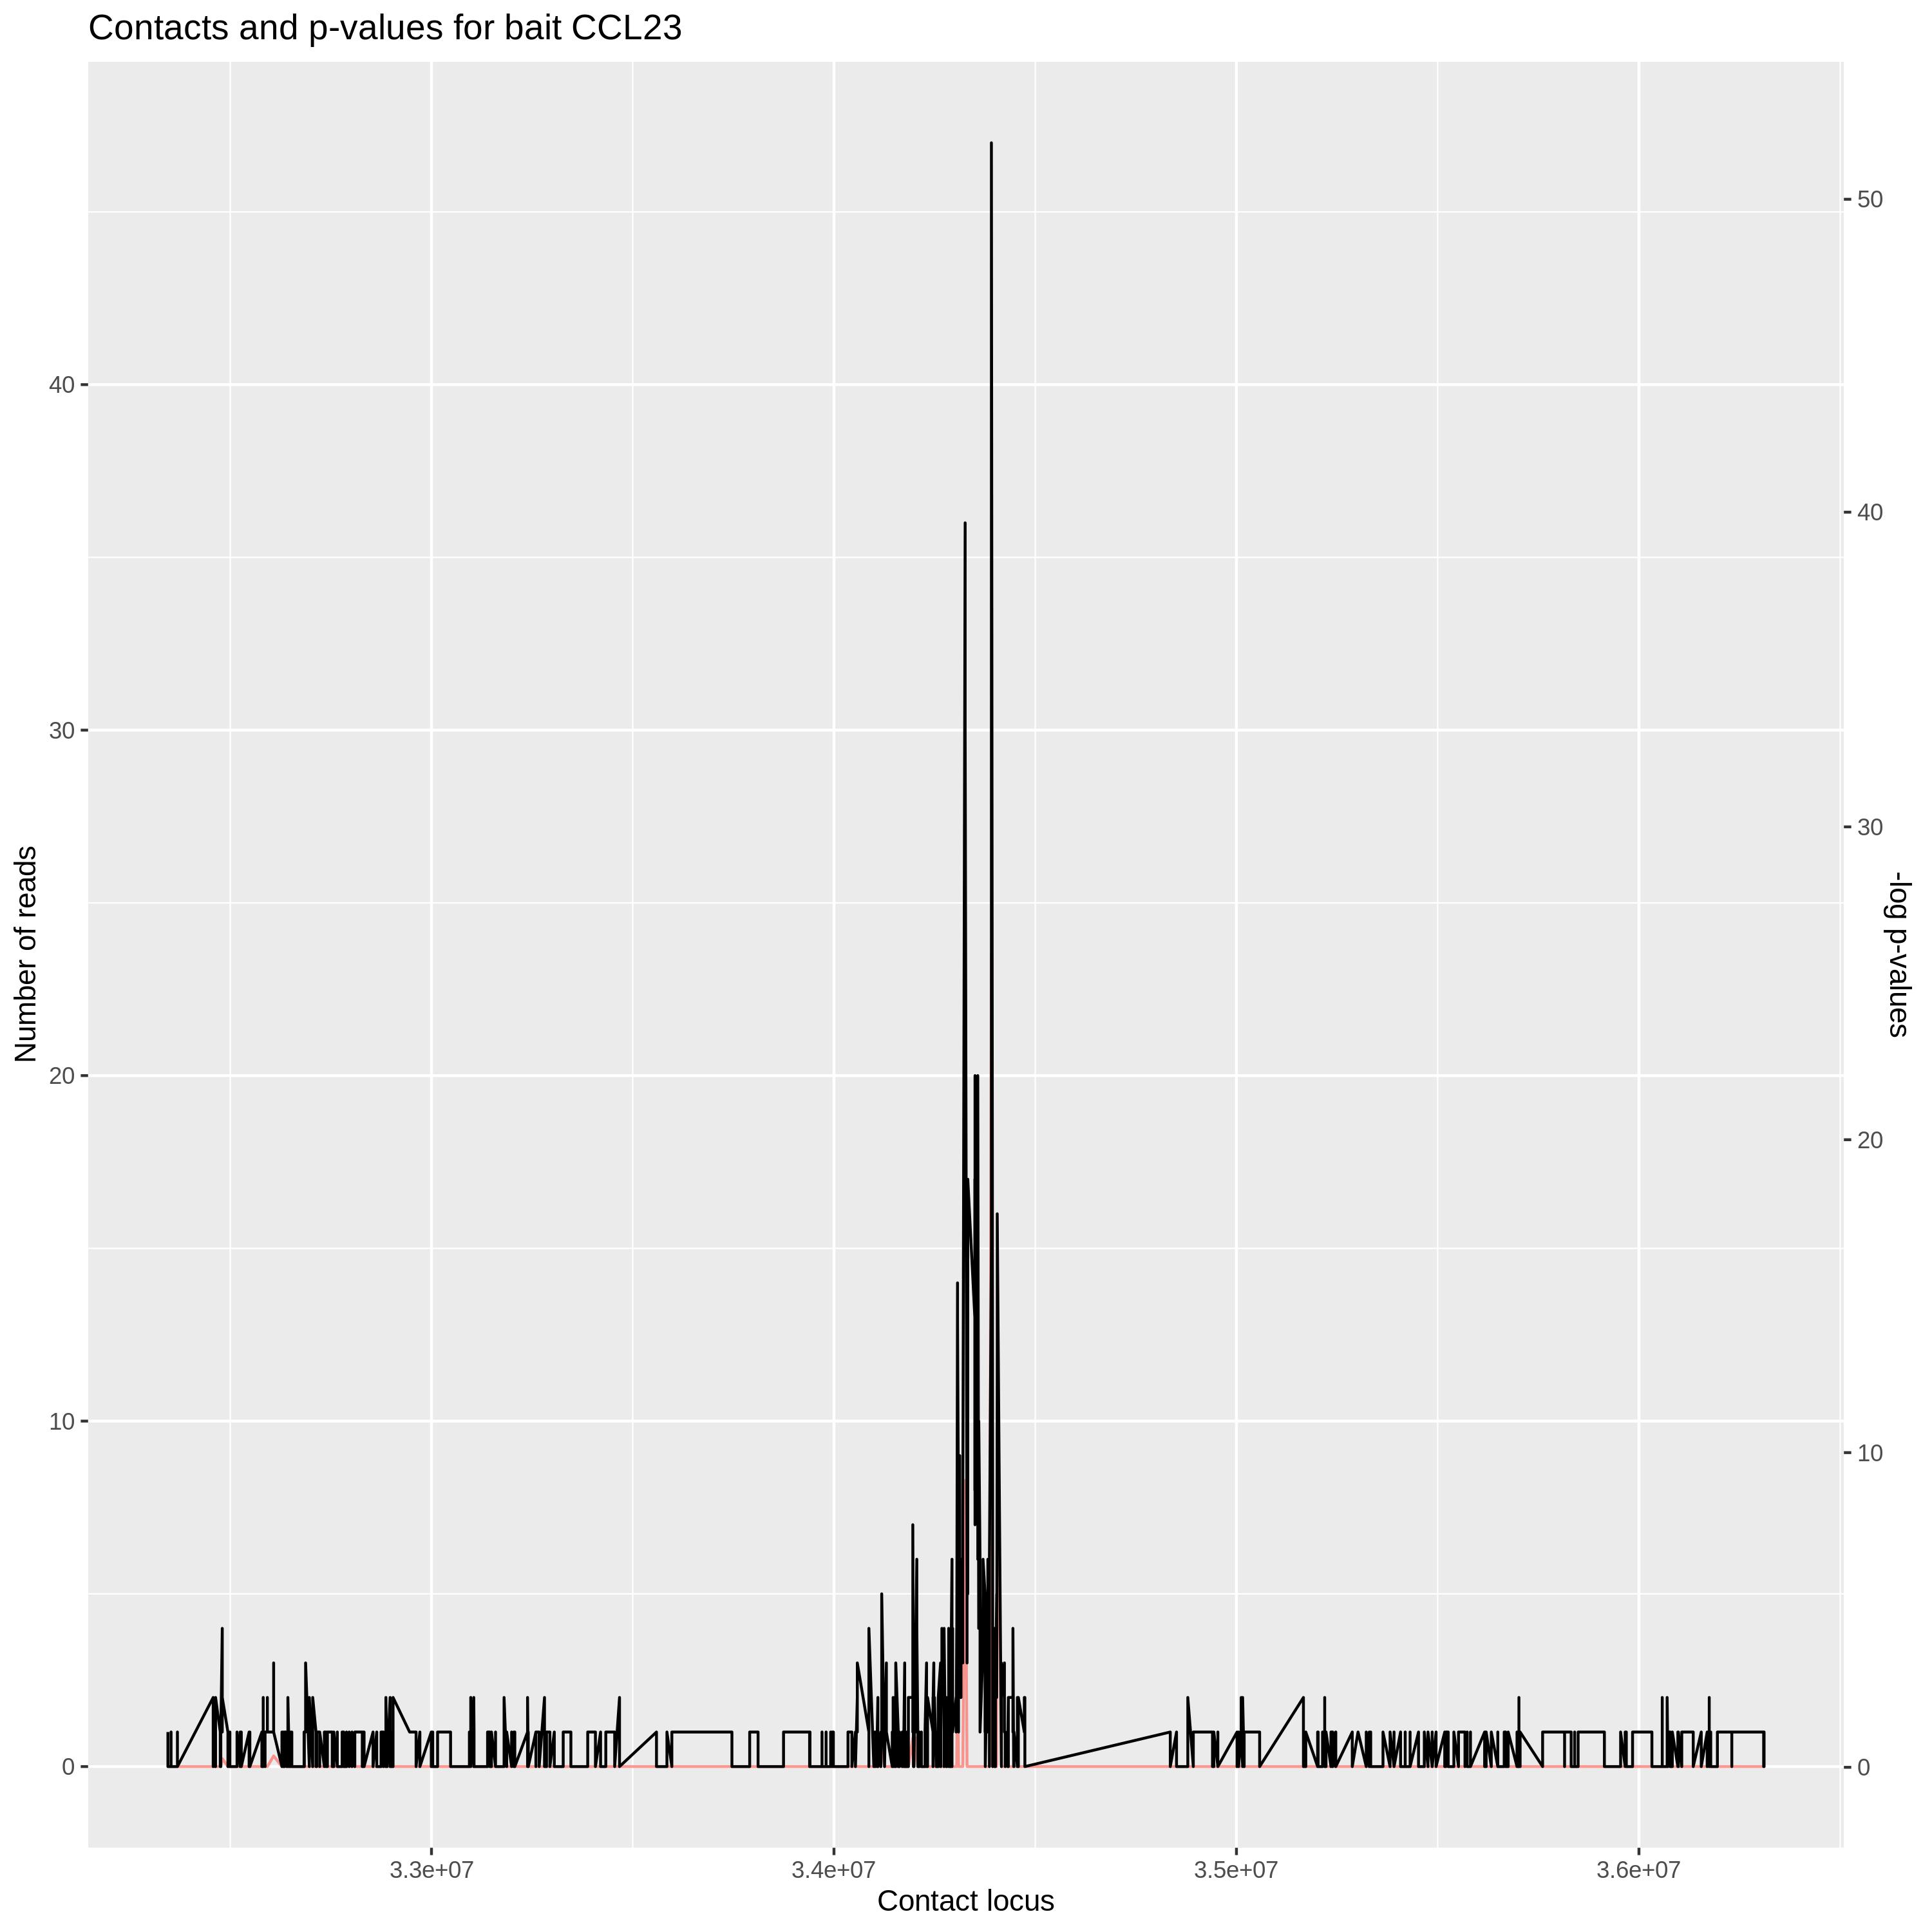 Contacts and p-values for bait CCL23
Number of reads
40
30
20
10
0
50
40
30
20
10
0
-log p-values
3.3e+07
3.4e+07
3.5e+07
3.6e+07
Contact locus